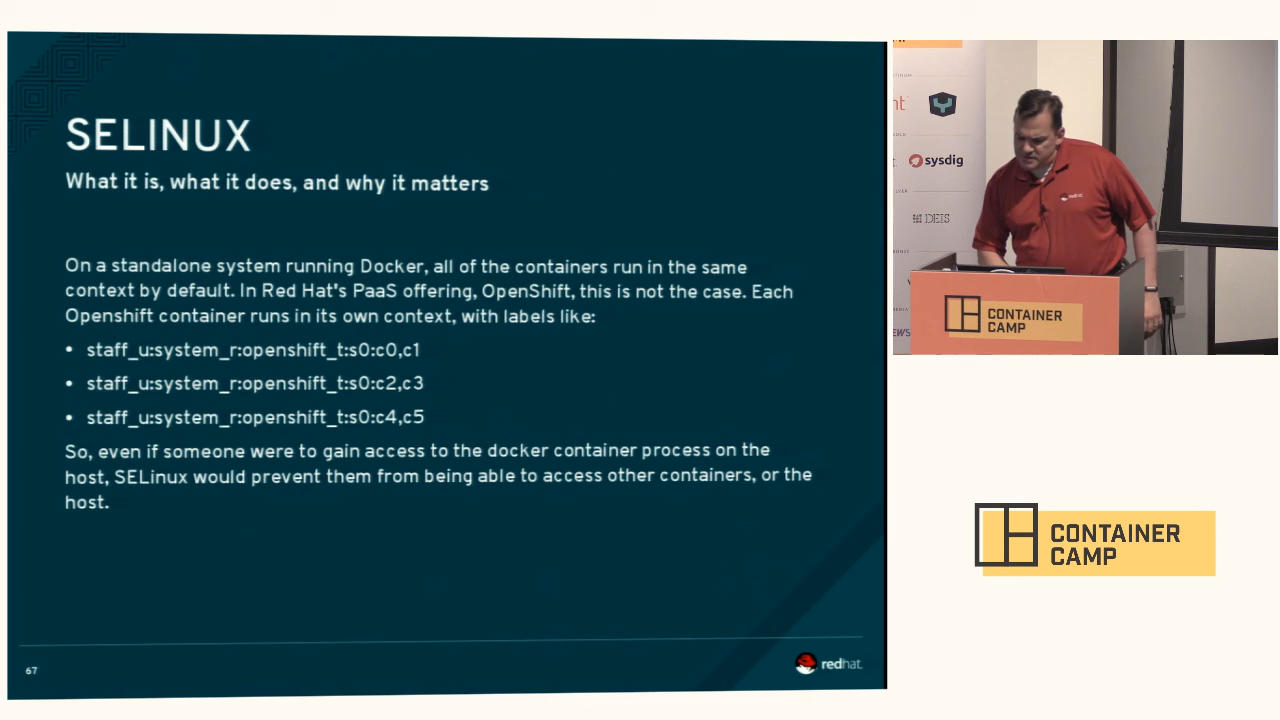 SELINUX
What it is, what it does, and why it matters
On a standalone system running Docker, all of the containers run in the same
context by default. In Red Hat's PaaS offering, OpenShift, this is not the case. Each
Openshift container runs in its own context, with labels like:
• staff_u:system_r:openshift_t:s0:c0,c1
• staff_u:system_r:openshift_t:s0:c2,c3
• staff_u:system_r:openshift_t:s0:c4,c5
So, even if someone were to gain access to the docker container process on the
host, SELinux would prevent them from being able to access other containers, or the
host.
67
redhat.
sysdig
DEIS
redhat
CONTAINER
CAMP
CONTAINER
CAMP